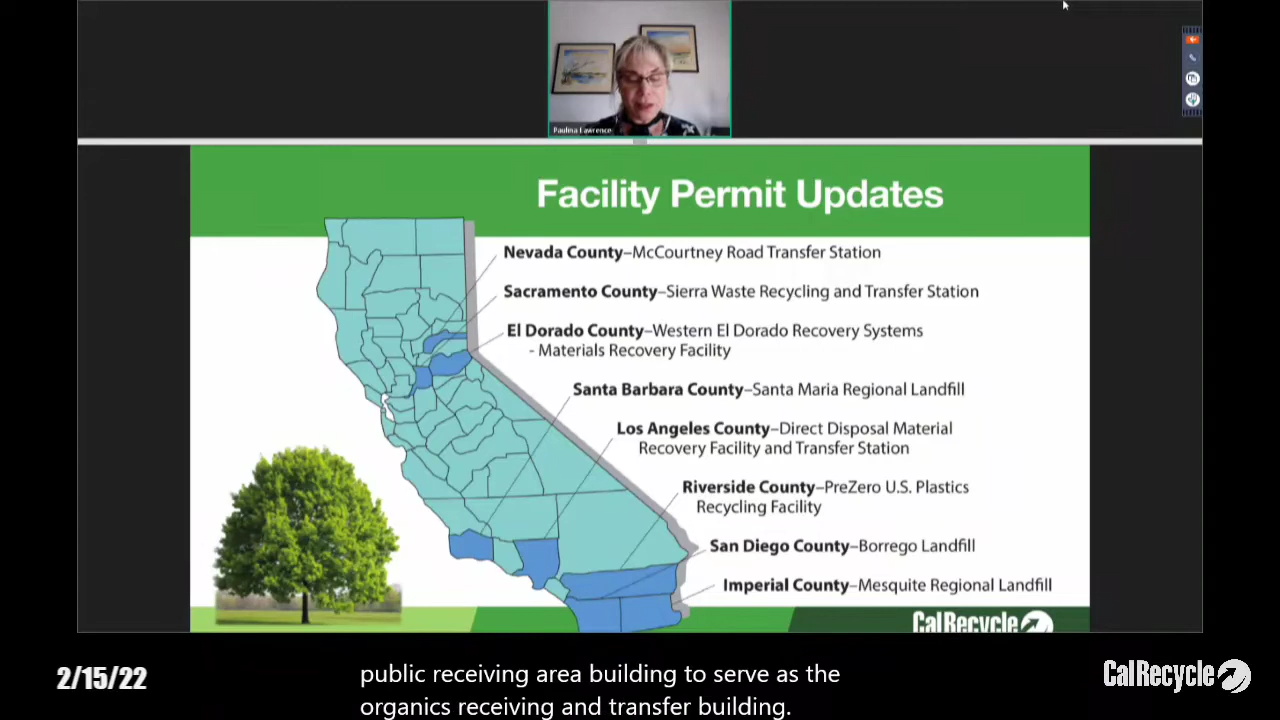 Paulina Lawrence
Facility Permit Updates
Nevada County–McCourtney Road Transfer Station
Sacramento County–Sierra Waste Recycling and Transfer Station
El Dorado County–Western El Dorado Recovery Systems
- Materials Recovery Facility
Santa Barbara County–Santa Maria Regional Landfill
Los Angeles County–Direct Disposal Material
Recovery Facility and Transfer Station
Riverside County–PreZero U.S. Plastics
Recycling Facility
San Diego County–Borrego Landfill
Imperial County–Mesquite Regional Landfill
CalRecycle
2/15/22
public receiving area building to serve as the
organics receiving and transfer building.
CalRecycle